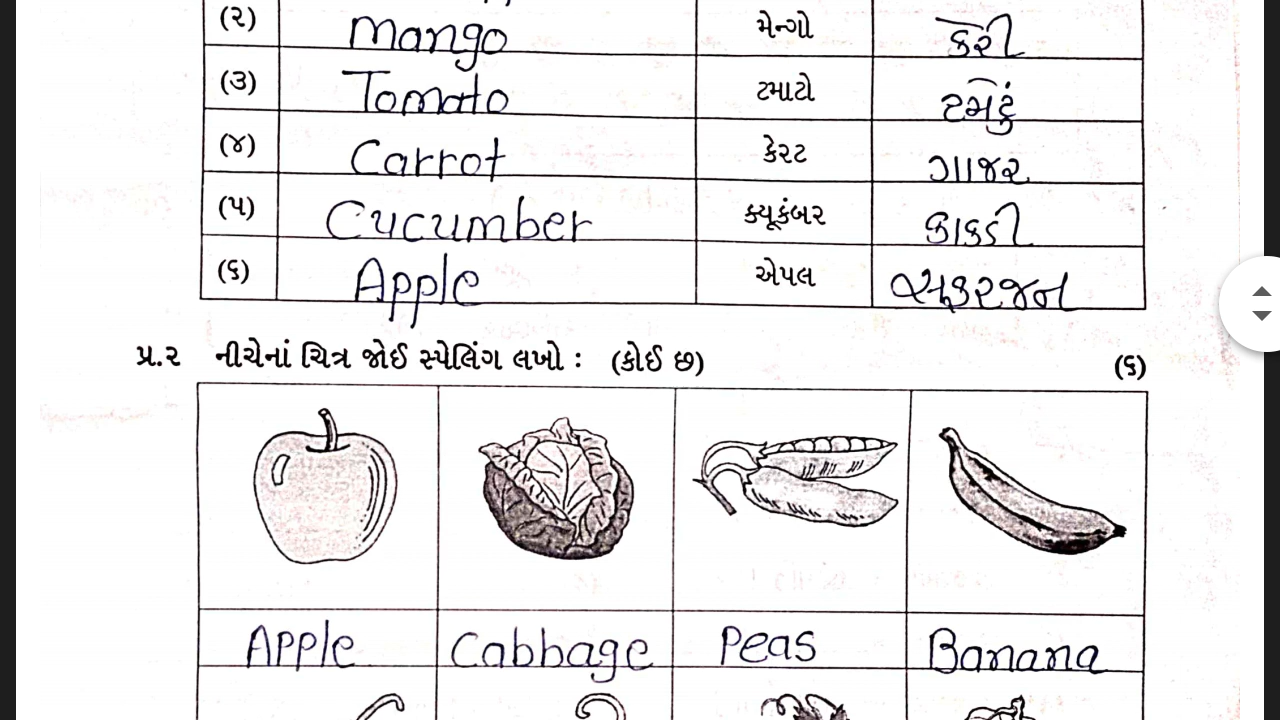 (૨) Mango મેન્ગો કેરી
(૩) Tomato ટમાટો ટમેટું
(૪) Carrot કેરટ ગાજર
(૫) Cucumber ક્યૂકંબર કાકડી
(૬) Apple એપલ સફરજન
પ્ર.૨ નીચેનાં ચિત્ર જોઈ સ્પેલિંગ લખો : (કોઈ છ) (૬)
Apple Cabbage Peas Banana